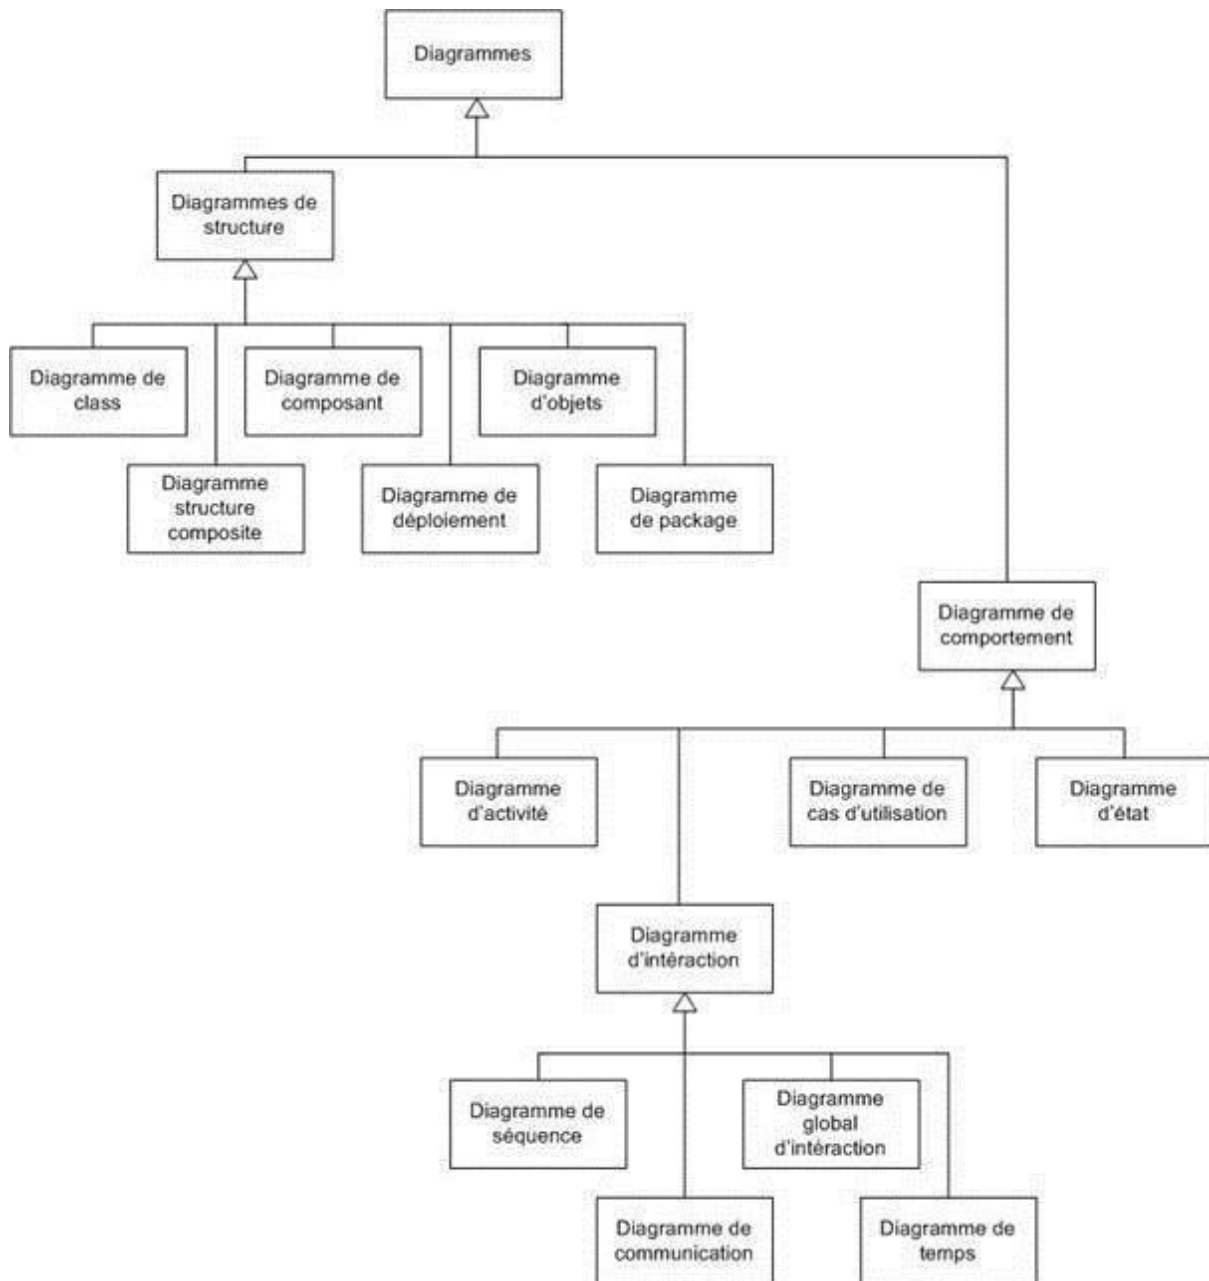 Diagrammes
Diagrammes de
structure
Diagramme de
class
Diagramme de
composant
Diagramme
d'objets
Diagramme
structure
composite
Diagramme de
déploiement
Diagramme
de package
Diagramme de
comportement
Diagramme
d'activité
Diagramme de
cas d'utilisation
Diagramme
d'état
Diagramme
d'intéraction
Diagramme de
séquence
Diagramme
global
d'intéraction
Diagramme de
communication
Diagramme de
temps